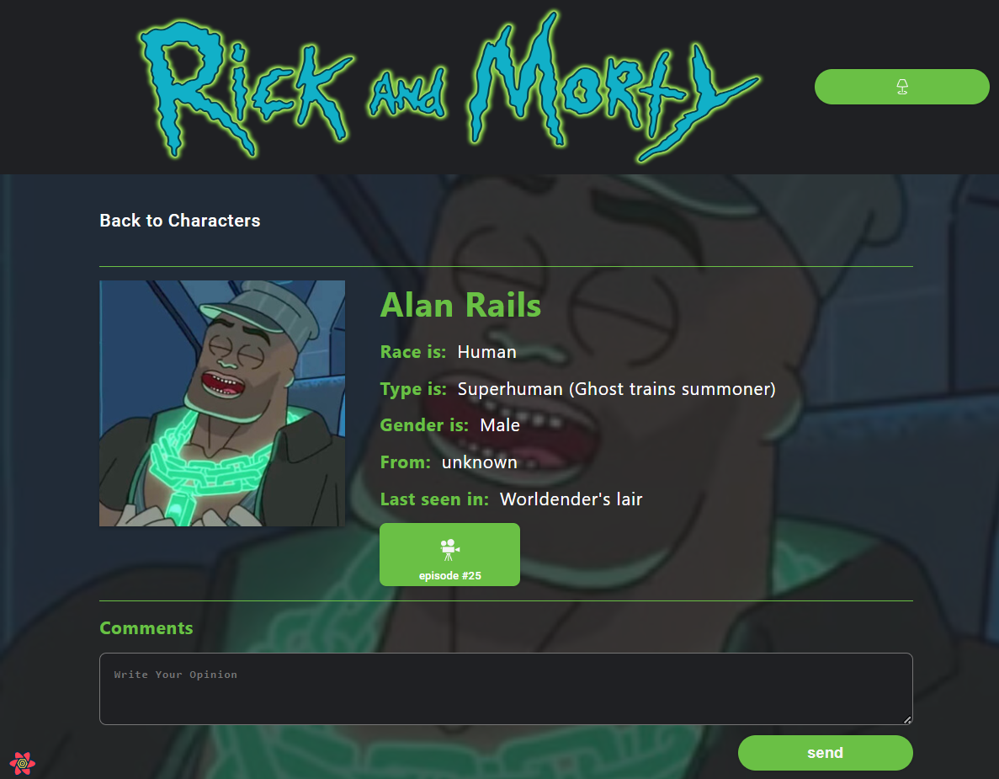 Rick and Morty
Back to Characters
Alan Rails
Race is: Human
Type is: Superhuman (Ghost trains summoner)
Gender is: Male
From: unknown
Last seen in: Worldender's lair
episode #25
Comments
Write Your Opinion
send